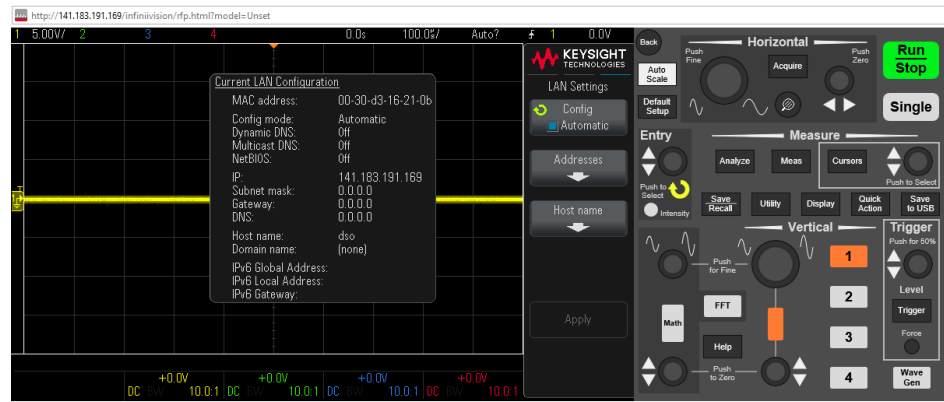 http://141.183.191.169/infiniivision/rfp.html?model=Unset
1 5.00V/ 2 3 4 0.0s 100.0%/ Auto? 1 0.0V
KEYSIGHT
TECHNOLOGIES
LAN Settings
Config
Automatic
Addresses
Host name
Apply
Current LAN Configuration
MAC address: 00-30-d3-16-21-0b
Config mode: Automatic
Dynamic DNS: Off
Multicast DNS: Off
NetBIOS: Off
IP: 141.183.191.169
Subnet mask: 0.0.0.0
Gateway: 0.0.0.0
DNS: 0.0.0.0
Host name: dso
Domain name: (none)
IPv6 Global Address:
IPv6 Local Address:
IPv6 Gateway:
+0.0V +0.0V +0.0V +0.0V
DC BW 10.0:1 DC BW 10.0:1 DC BW 10.0:1 DC BW 10.0:1
Back
Horizontal
Push
Fine
Acquire
Push
Zero
Run
Stop
Auto
Scale
Default
Setup
Single
Entry
Measure
Analyze
Meas
Cursors
Push to Select
Push to
Select
Intensity
Save
Recall
Utility
Display
Quick
Action
Save
to USB
Vertical
Trigger
Push for 50%
Push
for Fine
1
2
3
4
Level
Trigger
Force
FFT
Math
Help
Push
to Zero
Wave
Gen